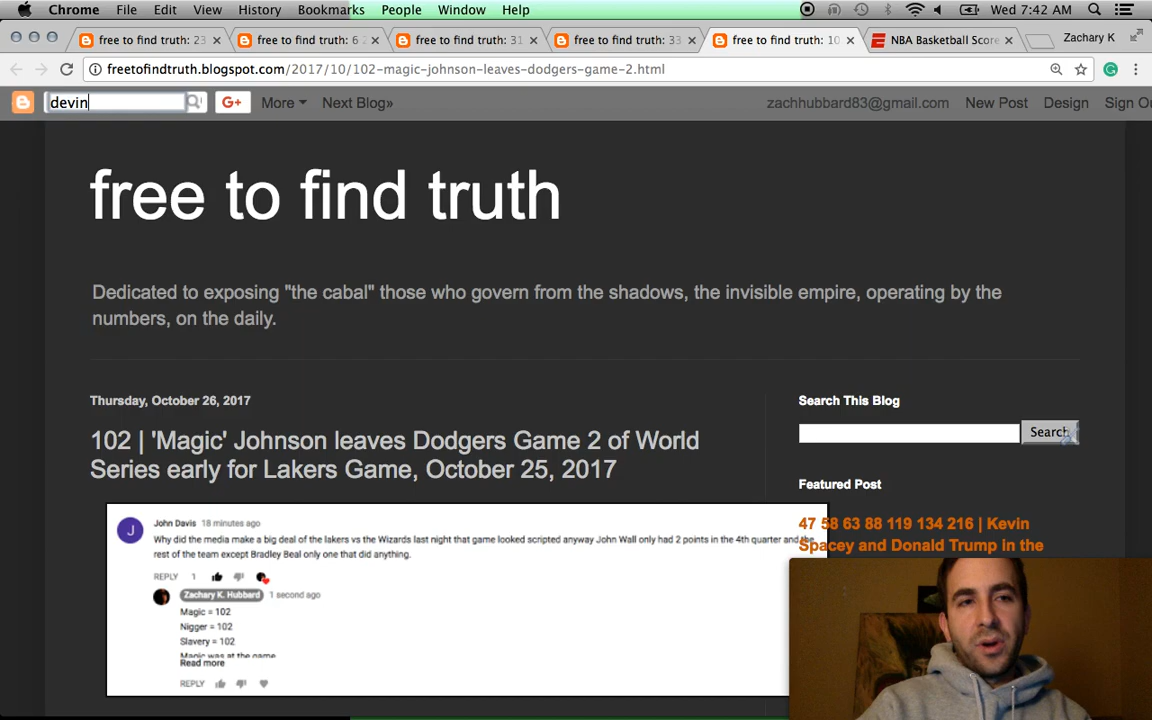 Chrome File Edit View History Bookmarks People Window Help Wed 7:42 AM
free to find truth: 23 free to find truth: 6 2 free to find truth: 31 free to find truth: 33 free to find truth: 10 NBA Basketball Score Zachary K
freetofindtruth.blogspot.com/2017/10/102-magic-johnson-leaves-dodgers-game-2.html
devin G+ More Next Blog» zachhubbard83@gmail.com New Post Design Sign Ou
free to find truth
Dedicated to exposing "the cabal" those who govern from the shadows, the invisible empire, operating by the
numbers, on the daily.
Thursday, October 26, 2017
102 | 'Magic' Johnson leaves Dodgers Game 2 of World
Series early for Lakers Game, October 25, 2017
J John Davis 18 minutes ago
Why did the media make a big deal of the lakers vs the Wizards last night that game looked scripted anyway John Wall only had 2 points in the 4th quarter and the
rest of the team except Bradley Beal only one that did anything.
REPLY 1
Zachary K. Hubbard 1 second ago
Magic = 102
Nigger = 102
Slavery = 102
Magic was at the game
Read more
REPLY
Search This Blog
Search
Featured Post
47 58 63 88 119 134 216 | Kevin
Spacey and Donald Trump in the